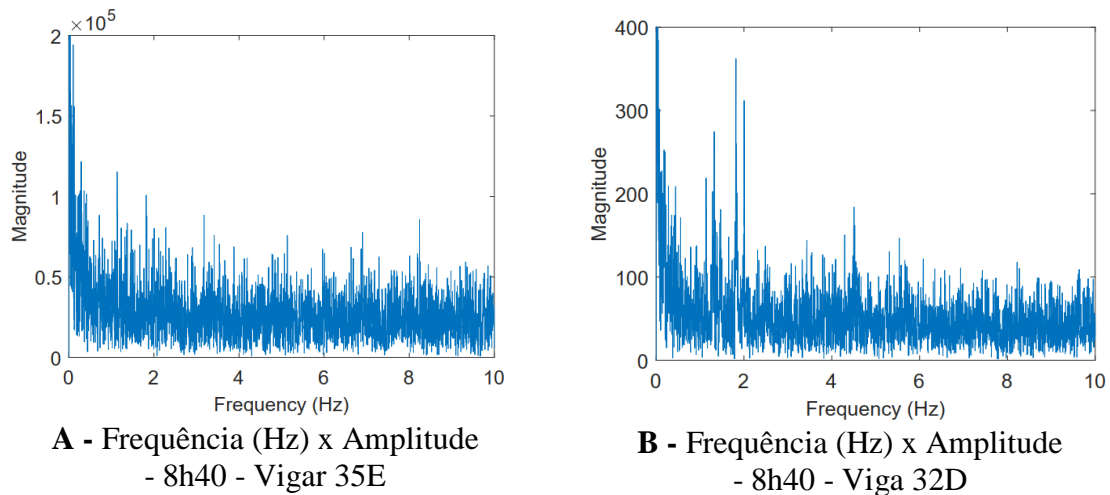 ×10⁵
2
1.5
1
0.5
0
Magnitude
0 2 4 6 8 10
Frequency (Hz)
A - Frequência (Hz) x Amplitude
- 8h40 - Vigar 35E
400
300
200
100
0
Magnitude
0 2 4 6 8 10
Frequency (Hz)
B - Frequência (Hz) x Amplitude
- 8h40 - Viga 32D